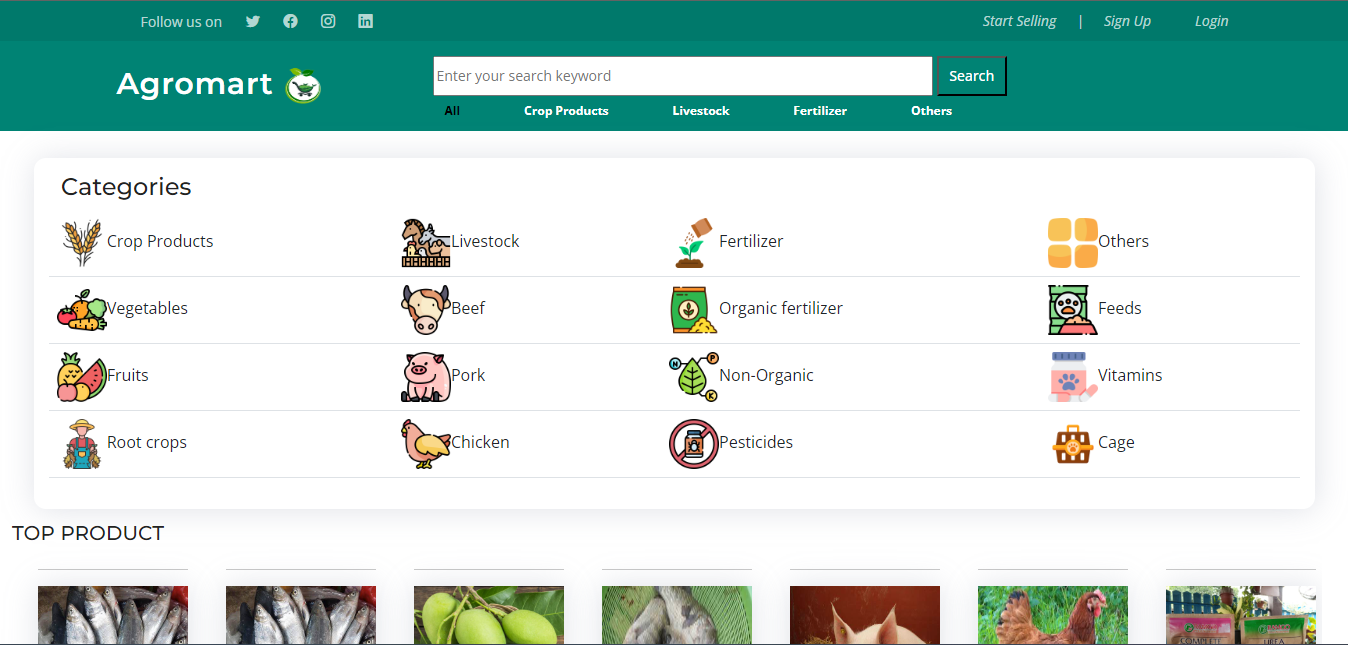 Follow us on
Start Selling | Sign Up Login
Agromart
Enter your search keyword
Search
All Crop Products Livestock Fertilizer Others
Categories
Crop Products Livestock Fertilizer Others
Vegetables Beef Organic fertilizer Feeds
Fruits Pork Non-Organic Vitamins
Root crops Chicken Pesticides Cage
TOP PRODUCT
COMPLETE UREA